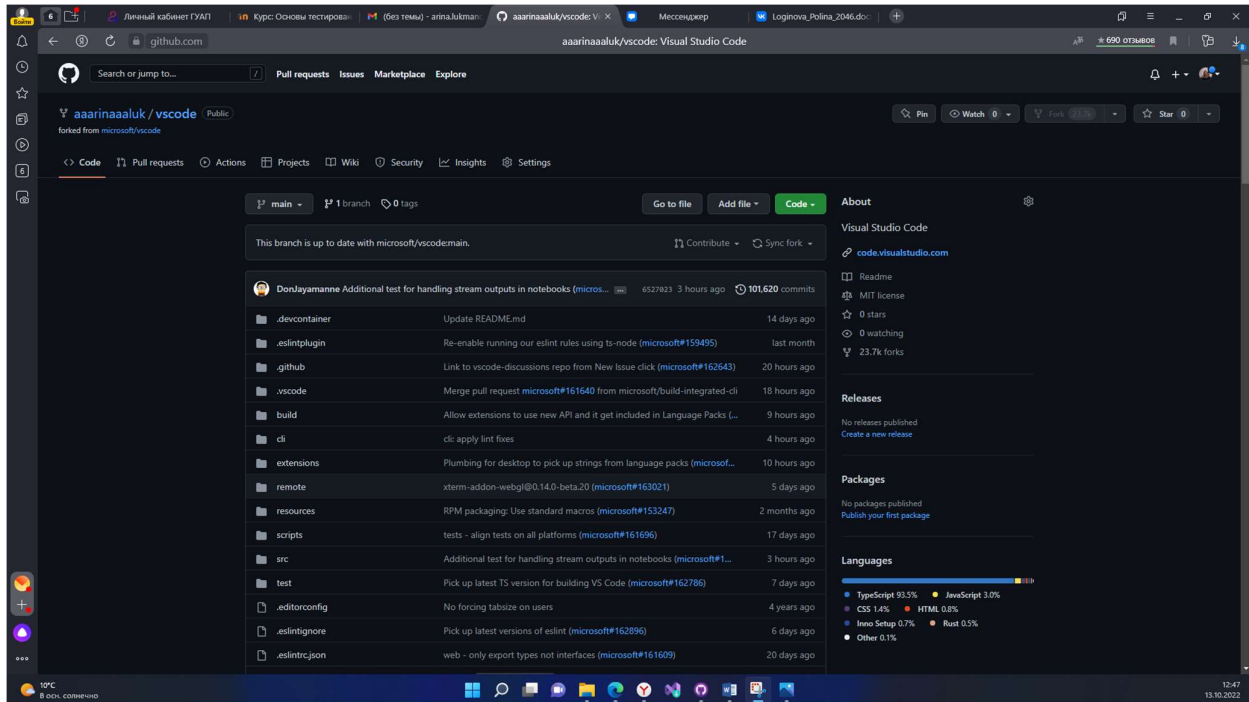 Войти
6
Личный кабинет ГУАП
Курс: Основы тестирован
(без темы) - arina.lukman
aaarinaaaluk/vscode: Vi
Мессенджер
Loginova_Polina_2046.doc
github.com
aaarinaaaluk/vscode: Visual Studio Code
690 отзывов
Search or jump to...
/
Pull requests Issues Marketplace Explore
aaarinaaaluk / vscode Public
forked from microsoft/vscode
Pin
Watch 0
Fork 23.7k
Star 0
<> Code Pull requests Actions Projects Wiki Security Insights Settings
6
main 1 branch 0 tags
Go to file Add file Code
This branch is up to date with microsoft/vscode:main.
Contribute Sync fork
DonJayamanne Additional test for handling stream outputs in notebooks (micros... ... 6527023 3 hours ago 101,620 commits
.devcontainer Update README.md 14 days ago
.eslintplugin Re-enable running our eslint rules using ts-node (microsoft#159495) last month
.github Link to vscode-discussions repo from New Issue click (microsoft#162643) 20 hours ago
.vscode Merge pull request microsoft#161640 from microsoft/build-integrated-cli 18 hours ago
build Allow extensions to use new API and it get included in Language Packs (... 9 hours ago
cli cli: apply lint fixes 4 hours ago
extensions Plumbing for desktop to pick up strings from language packs (microsof... 10 hours ago
remote xterm-addon-webgl@0.14.0-beta.20 (microsoft#163021) 5 days ago
resources RPM packaging: Use standard macros (microsoft#153247) 2 months ago
scripts tests - align tests on all platforms (microsoft#161696) 17 days ago
src Additional test for handling stream outputs in notebooks (microsoft#1... 3 hours ago
test Pick up latest TS version for building VS Code (microsoft#162786) 7 days ago
.editorconfig No forcing tabsize on users 4 years ago
.eslintignore Pick up latest versions of eslint (microsoft#162896) 6 days ago
.eslintrc.json web - only export types not interfaces (microsoft#161609) 20 days ago
About
Visual Studio Code
code.visualstudio.com
Readme
MIT license
0 stars
0 watching
23.7k forks
Releases
No releases published
Create a new release
Packages
No packages published
Publish your first package
Languages
TypeScript 93.5% JavaScript 3.0%
CSS 1.4% HTML 0.8%
Inno Setup 0.7% Rust 0.5%
Other 0.1%
10°C
В осн. солнечно
12:47
13.10.2022